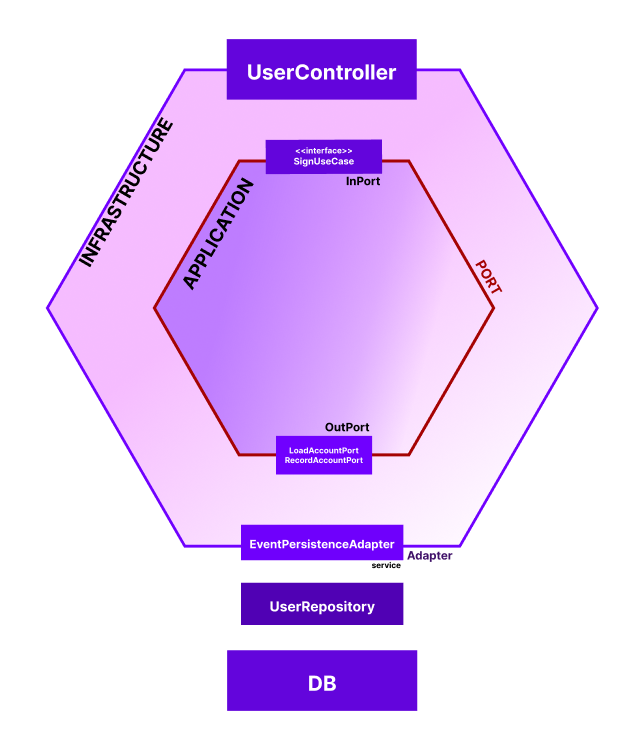 UserController
<<interface>>
SignUseCase
InPort
INFRASTRUCTURE
APPLICATION
PORT
OutPort
LoadAccountPort
RecordAccountPort
EventPersistenceAdapter
Adapter
service
UserRepository
DB